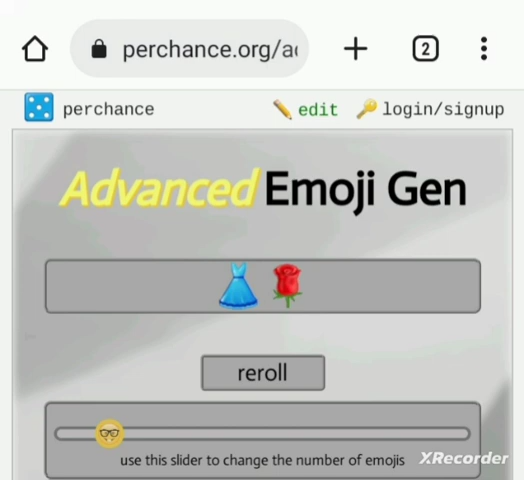 perchance.org/a
2
perchance
edit
login/signup
Advanced Emoji Gen
reroll
use this slider to change the number of emojis
XRecorder